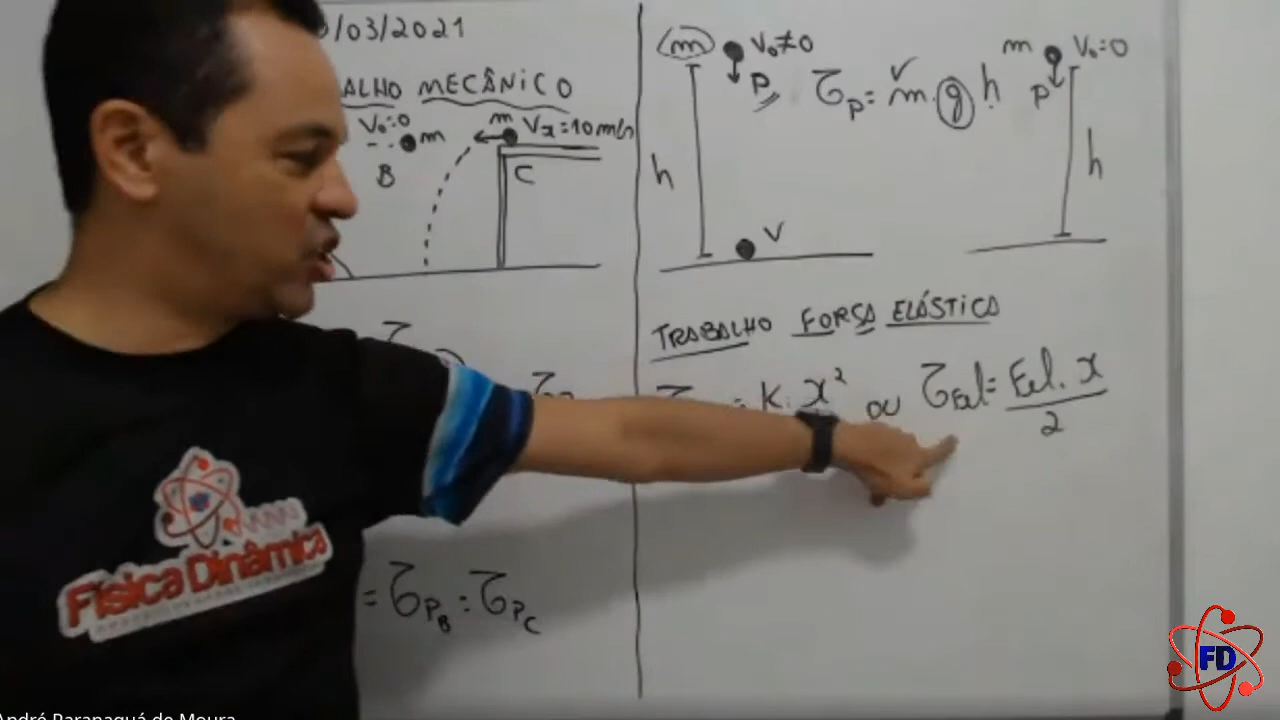 /03/2021
ALHO MECÂNICO
V₀=0
m
B
m
Vx=10m/s
C
τ
= τPB = τPC
m
V₀≠0
P
h
V
τP = m.g.h
m
V₀=0
P
h
TRABALHO FORÇA ELÁSTICA
= K.x² ou τFel = Fel.x
2
Física Dinâmica
FD
André Paranaguá de Moura